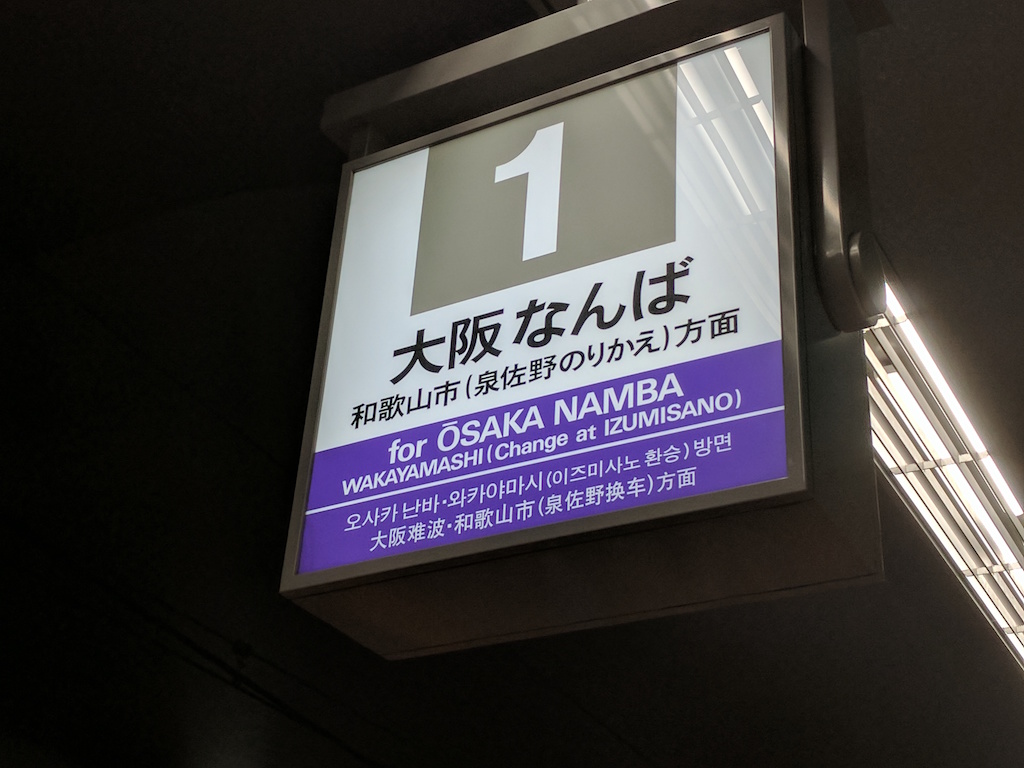 1
大阪なんば
和歌山市(泉佐野のりかえ)方面
for ŌSAKA NAMBA
WAKAYAMASHI (Change at IZUMISANO)
오사카 난바·와카야마시(이즈미사노 환승) 방면
大阪难波·和歌山市(泉佐野换车)方面